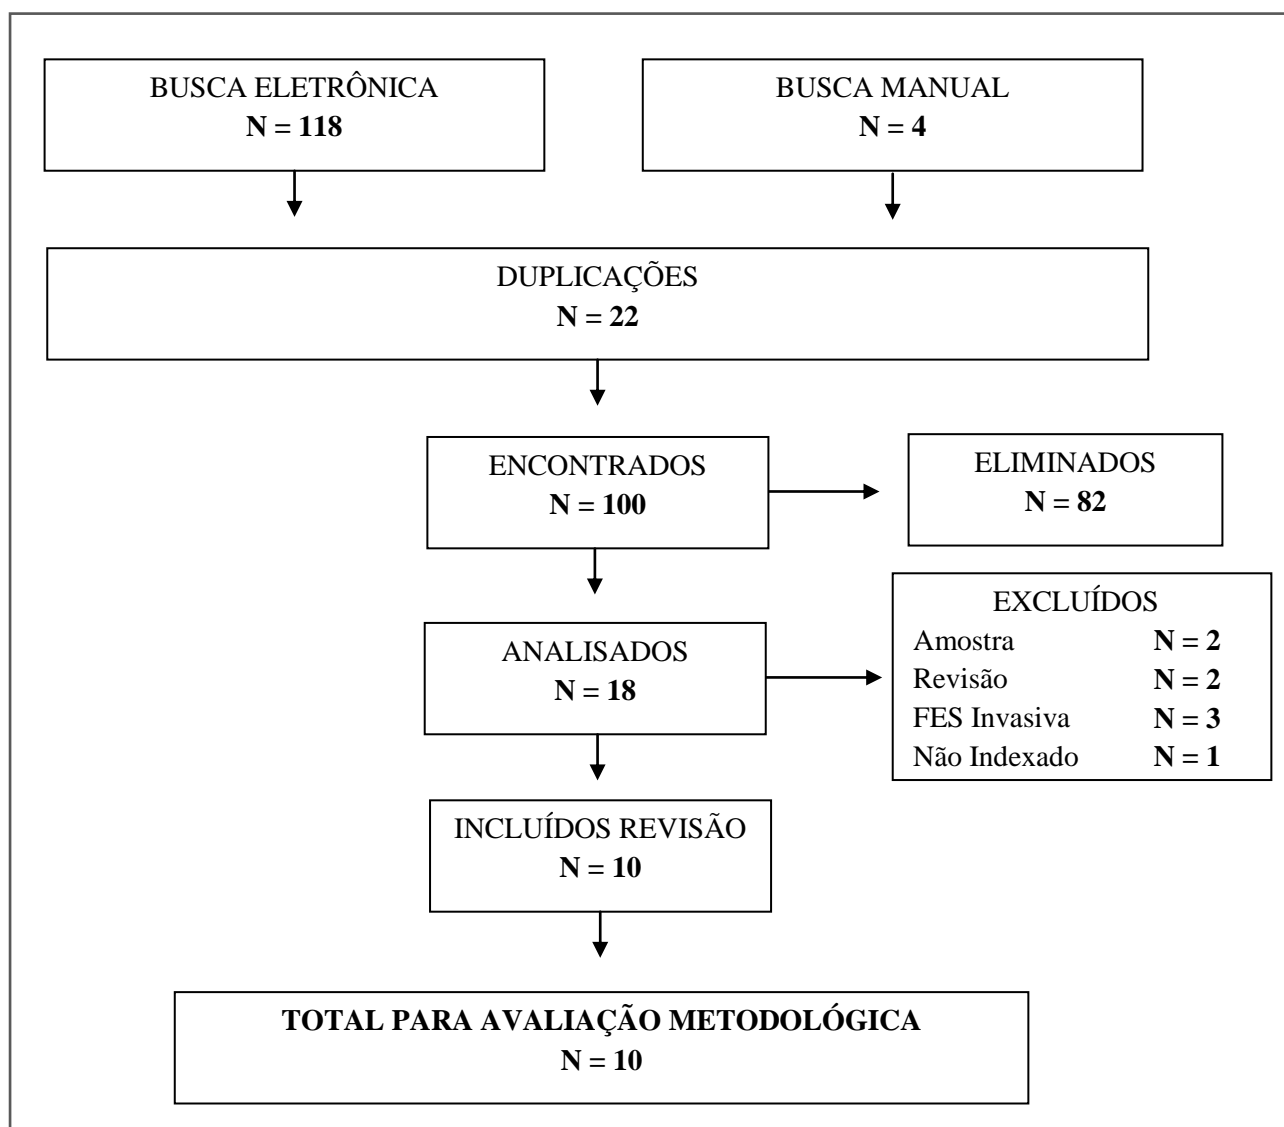 BUSCA ELETRÔNICA
N = 118
BUSCA MANUAL
N = 4
DUPLICAÇÕES
N = 22
ENCONTRADOS
N = 100
ELIMINADOS
N = 82
ANALISADOS
N = 18
EXCLUÍDOS
Amostra N = 2
Revisão N = 2
FES Invasiva N = 3
Não Indexado N = 1
INCLUÍDOS REVISÃO
N = 10
TOTAL PARA AVALIAÇÃO METODOLÓGICA
N = 10